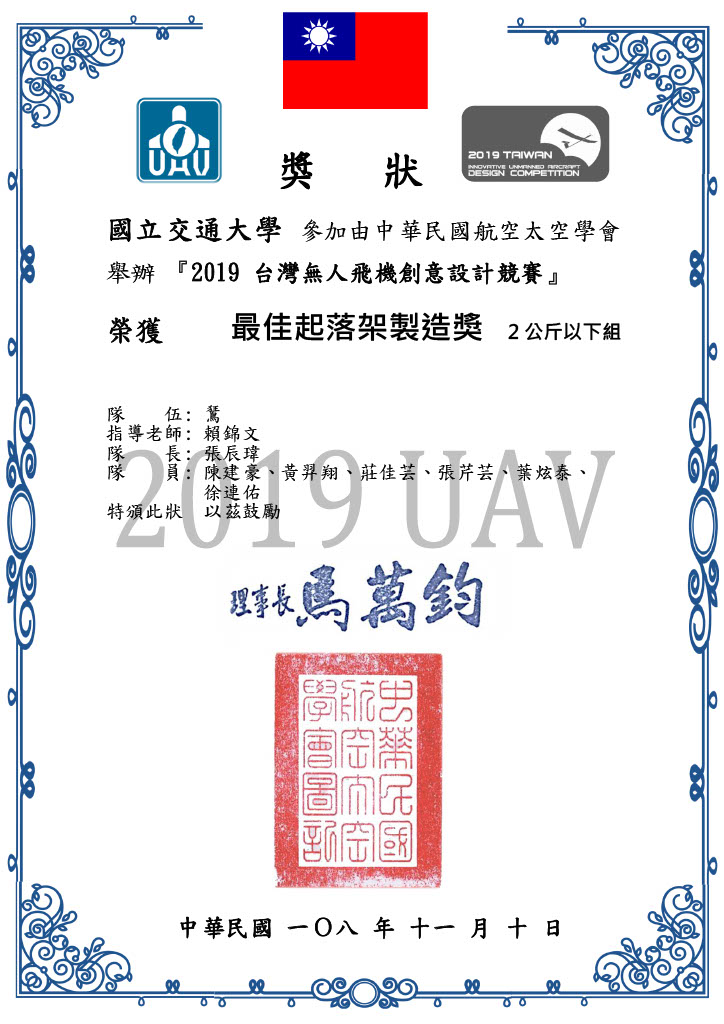 UAV
2019 TAIWAN
INNOVATIVE UNMANNED AIRCRAFT
DESIGN COMPETITION
獎 狀
國立交通大學 參加由中華民國航空太空學會
舉辦 『2019 台灣無人飛機創意設計競賽』
榮獲 最佳起落架製造獎 2公斤以下組
隊 伍：鵟
指導老師：賴錦文
隊 長：張辰瑋
隊 員：陳建豪、黃羿翔、莊佳芸、張芹芸、葉炫泰、
徐連佑
特頒此狀 以茲鼓勵
2019 UAV
理事長 馬萬鈞
中華民國
航空太空
學會圖記
中華民國 一〇八 年 十一 月 十 日